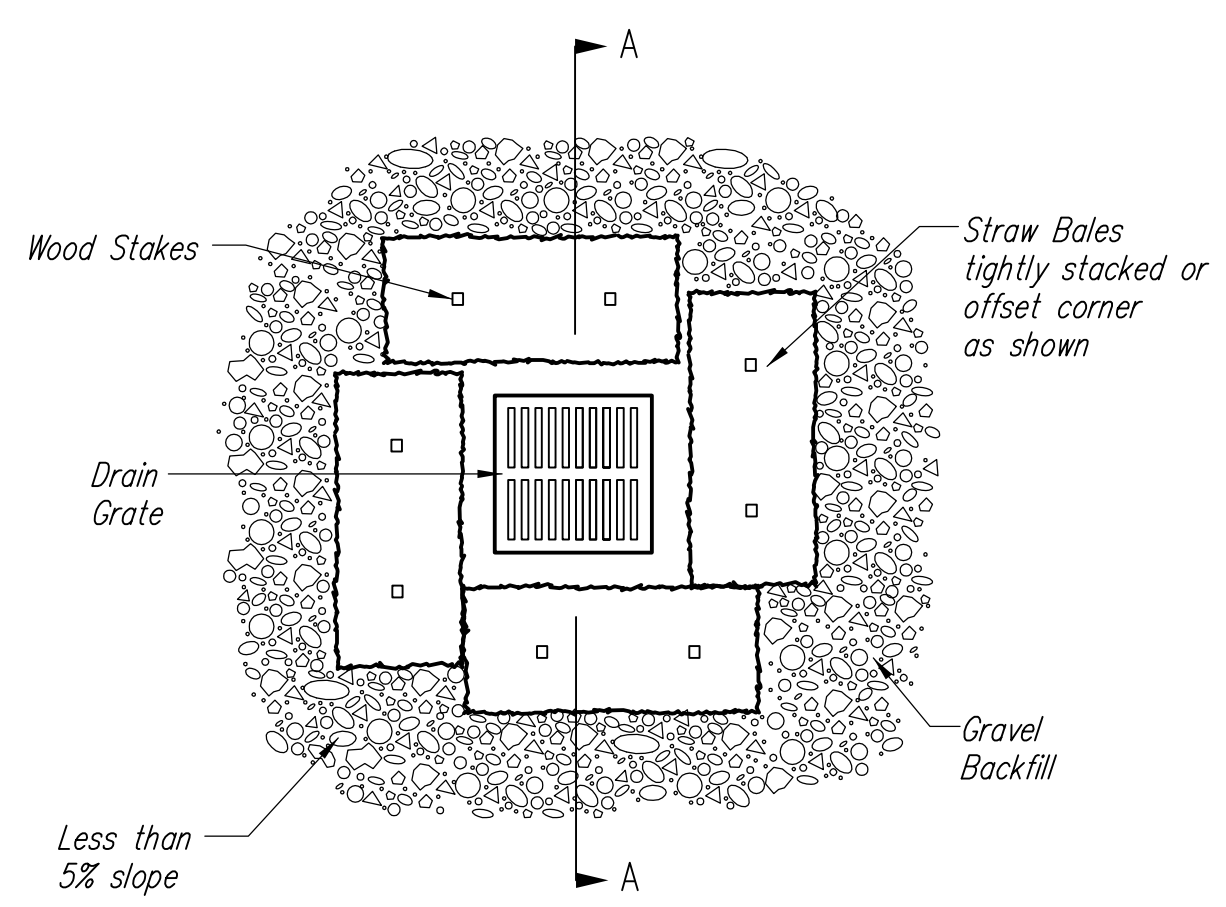 A
Wood Stakes
Straw Bales
tightly stacked or
offset corner
as shown
Drain
Grate
Gravel
Backfill
Less than
5% slope
A